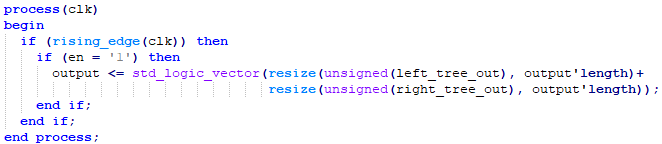 process(clk)
begin
if (rising_edge(clk)) then
if (en = '1') then
output <= std_logic_vector(resize(unsigned(left_tree_out), output'length)+
resize(unsigned(right_tree_out), output'length));
end if;
end if;
end process;